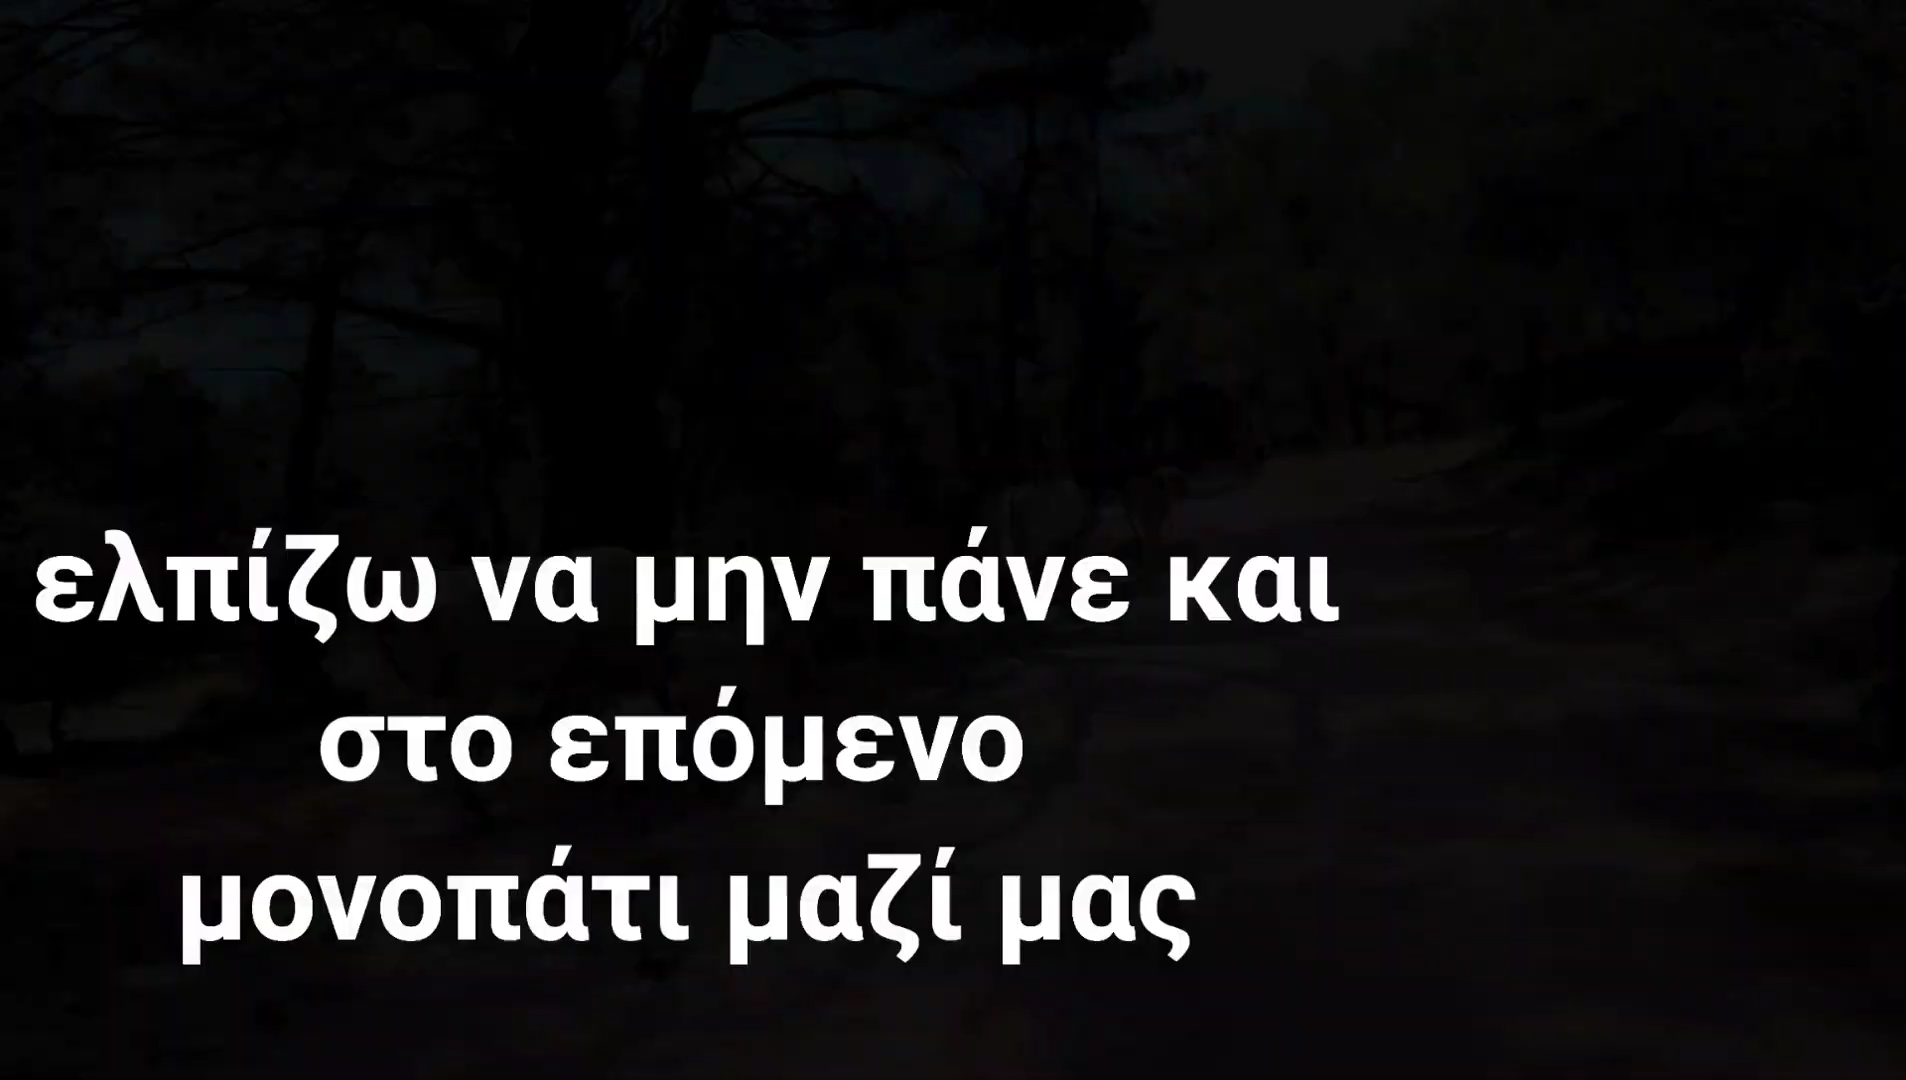 ελπίζω να μην πάνε και
στο επόμενο
μονοπάτι μαζί μας